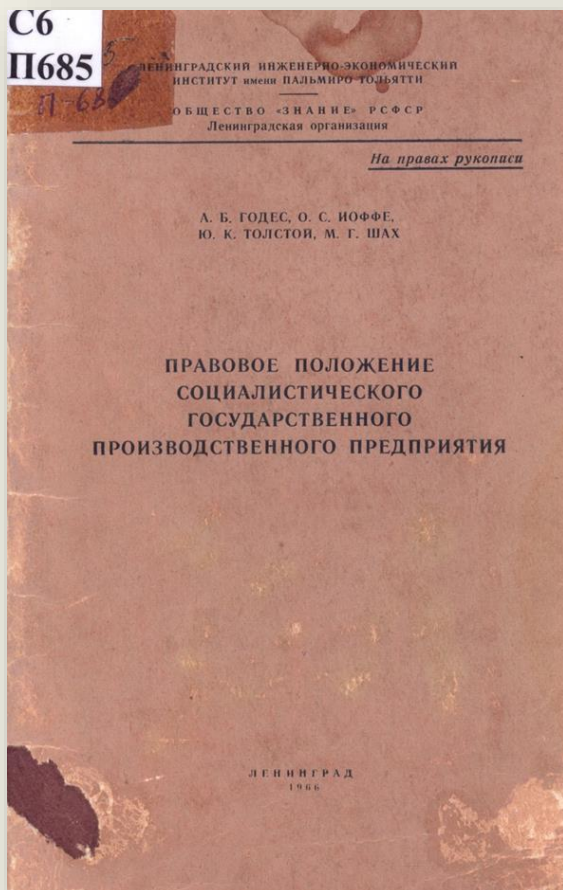 С6
П685
П-68
ЛЕНИНГРАДСКИЙ ИНЖЕНЕРНО-ЭКОНОМИЧЕСКИЙ
ИНСТИТУТ имени ПАЛЬМИРО ТОЛЬЯТТИ
ОБЩЕСТВО «ЗНАНИЕ» РСФСР
Ленинградская организация
На правах рукописи
А. Б. ГОДЕС, О. С. ИОФФЕ,
Ю. К. ТОЛСТОЙ, М. Г. ШАХ
ПРАВОВОЕ ПОЛОЖЕНИЕ
СОЦИАЛИСТИЧЕСКОГО
ГОСУДАРСТВЕННОГО
ПРОИЗВОДСТВЕННОГО ПРЕДПРИЯТИЯ
ЛЕНИНГРАД
1966